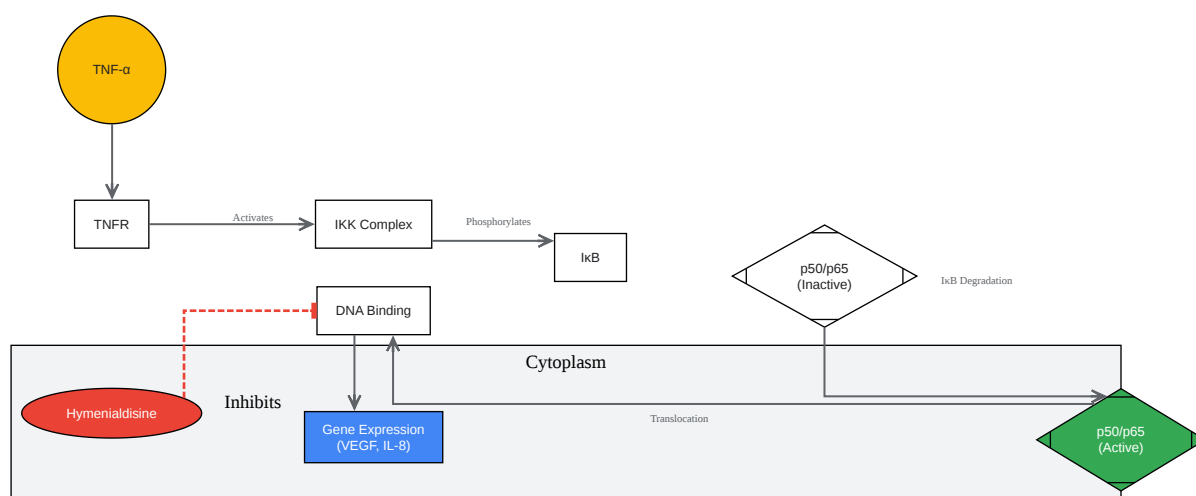 TNF-α
TNFR
Activates
IKK Complex
Phosphorylates
IκB
p50/p65
(Inactive)
IκB Degradation
DNA Binding
Cytoplasm
Hymenialdisine
Inhibits
Gene Expression
(VEGF, IL-8)
Translocation
p50/p65
(Active)